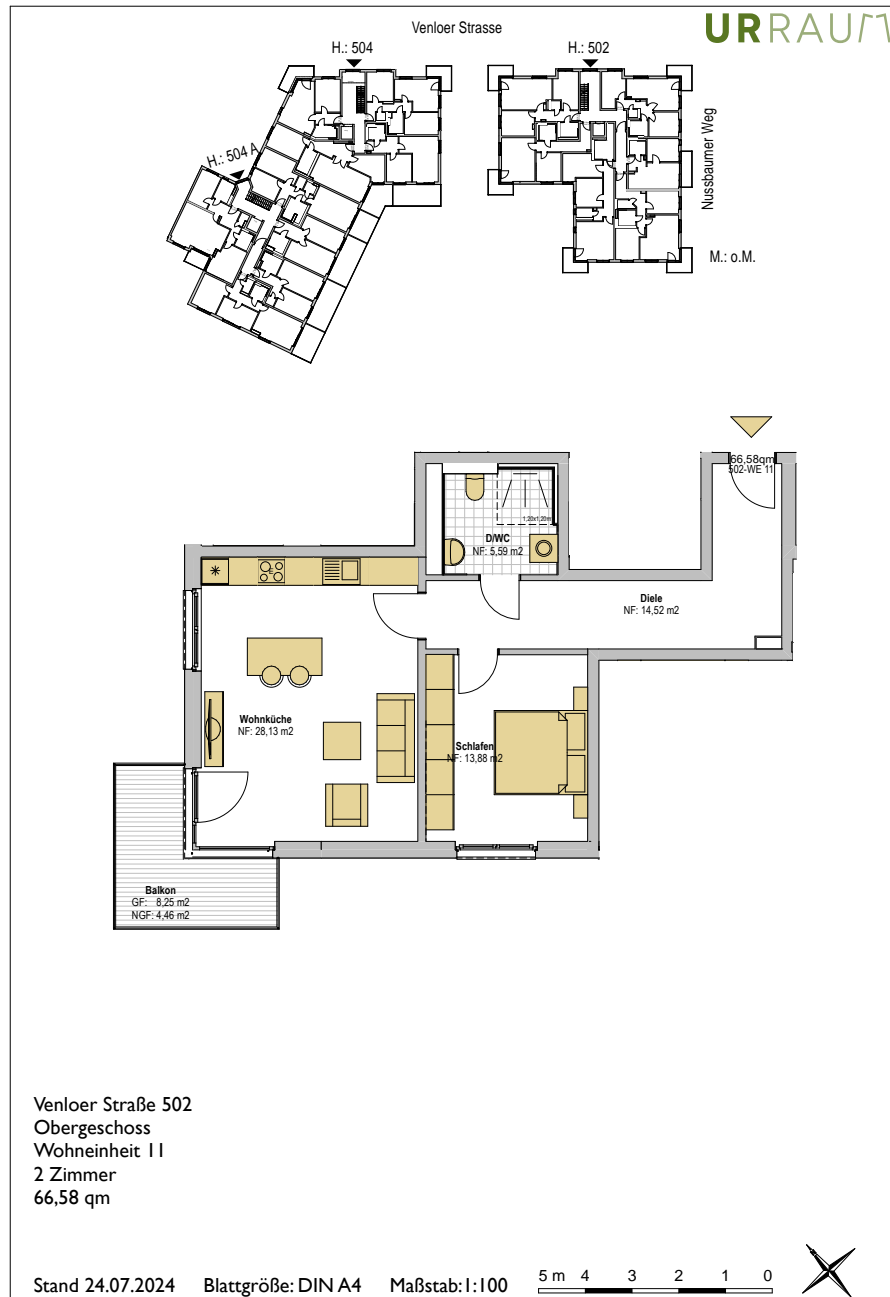 Venloer Strasse
URRAUM
H.: 504
H.: 502
H.: 504 A
Nussbaumer Weg
M.: o.M.
66,58qm
502-WE 11
1,20x1,20m
D/WC
NF: 5,59 m2
Diele
NF: 14,52 m2
Wohnküche
NF: 28,13 m2
Schlafen
NF: 13,88 m2
Balkon
GF: 8,25 m2
NGF: 4,46 m2
Venloer Straße 502
Obergeschoss
Wohneinheit 11
2 Zimmer
66,58 qm
Stand 24.07.2024 Blattgröße: DIN A4 Maßstab:1:100 5 m 4 3 2 1 0